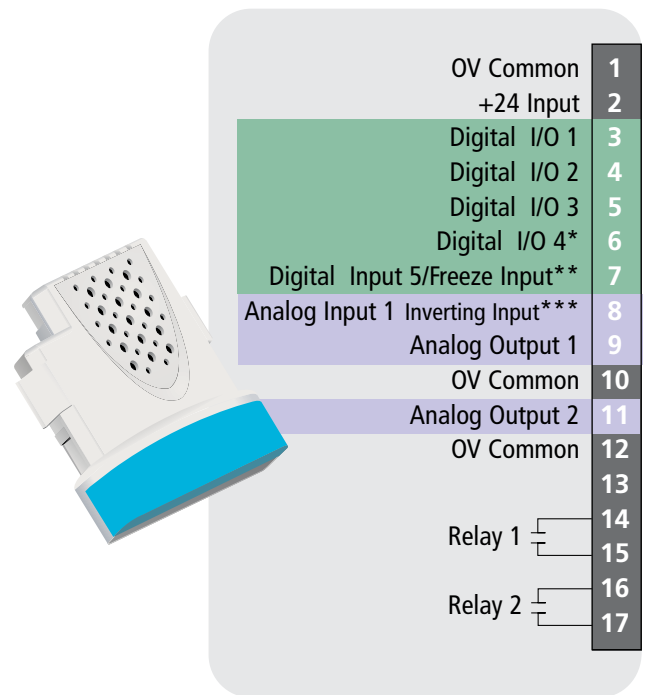 OV Common 1
+24 Input 2
Digital I/O 1 3
Digital I/O 2 4
Digital I/O 3 5
Digital I/O 4* 6
Digital Input 5/Freeze Input** 7
Analog Input 1 Inverting Input*** 8
Analog Output 1 9
OV Common 10
Analog Output 2 11
OV Common 12
13
14
Relay 1
15
16
Relay 2
17